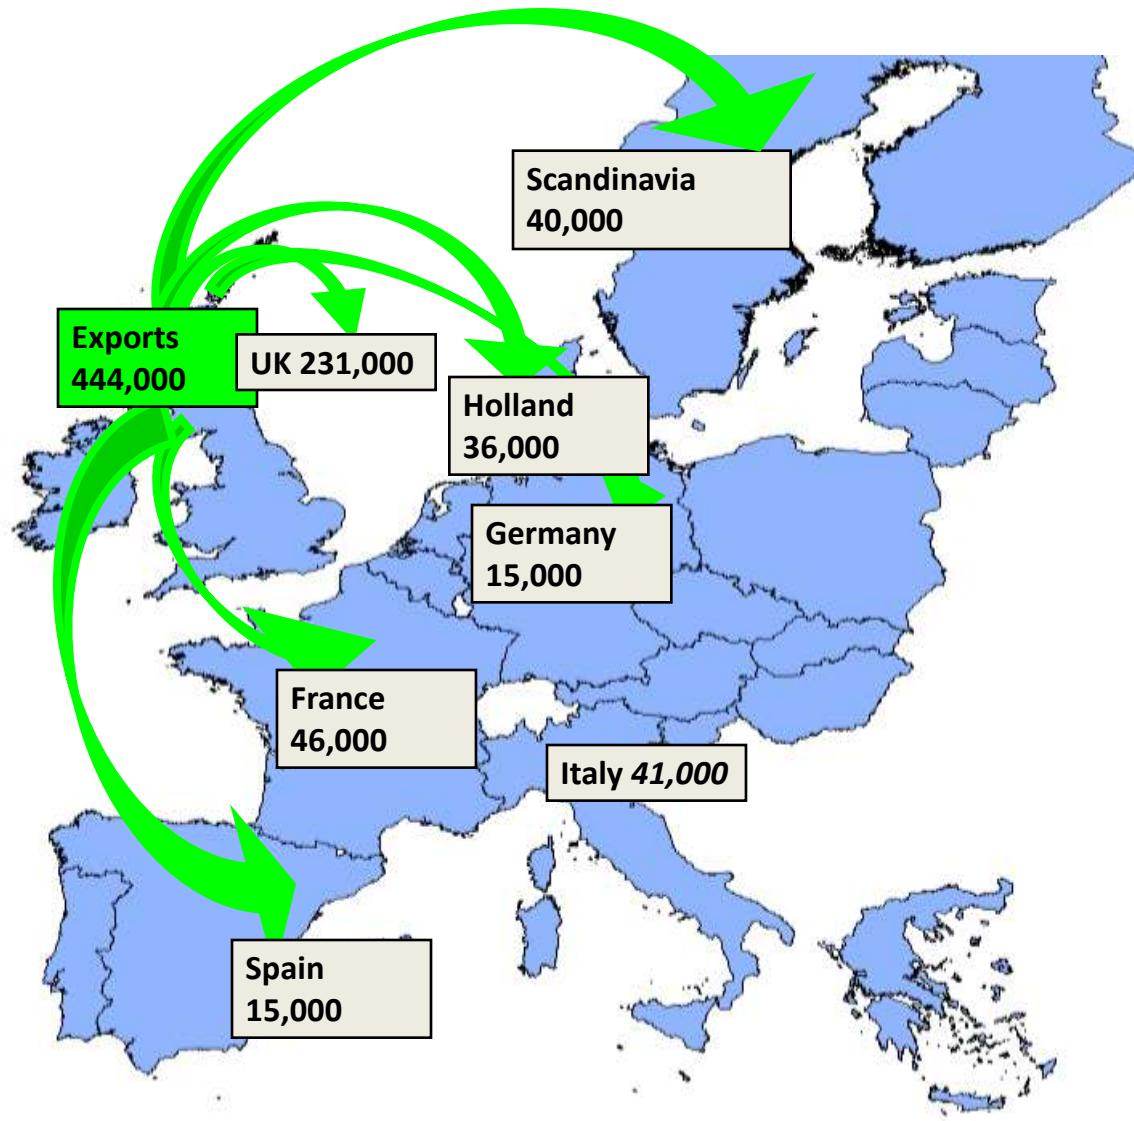 Scandinavia
40,000
Exports
444,000
UK 231,000
Holland
36,000
Germany
15,000
France
46,000
Italy 41,000
Spain
15,000